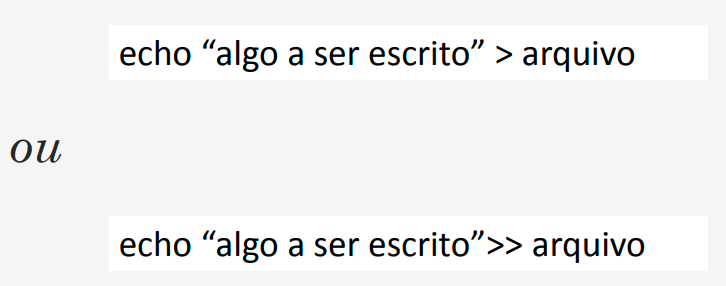 echo “algo a ser escrito” > arquivo
ou
echo “algo a ser escrito”>> arquivo